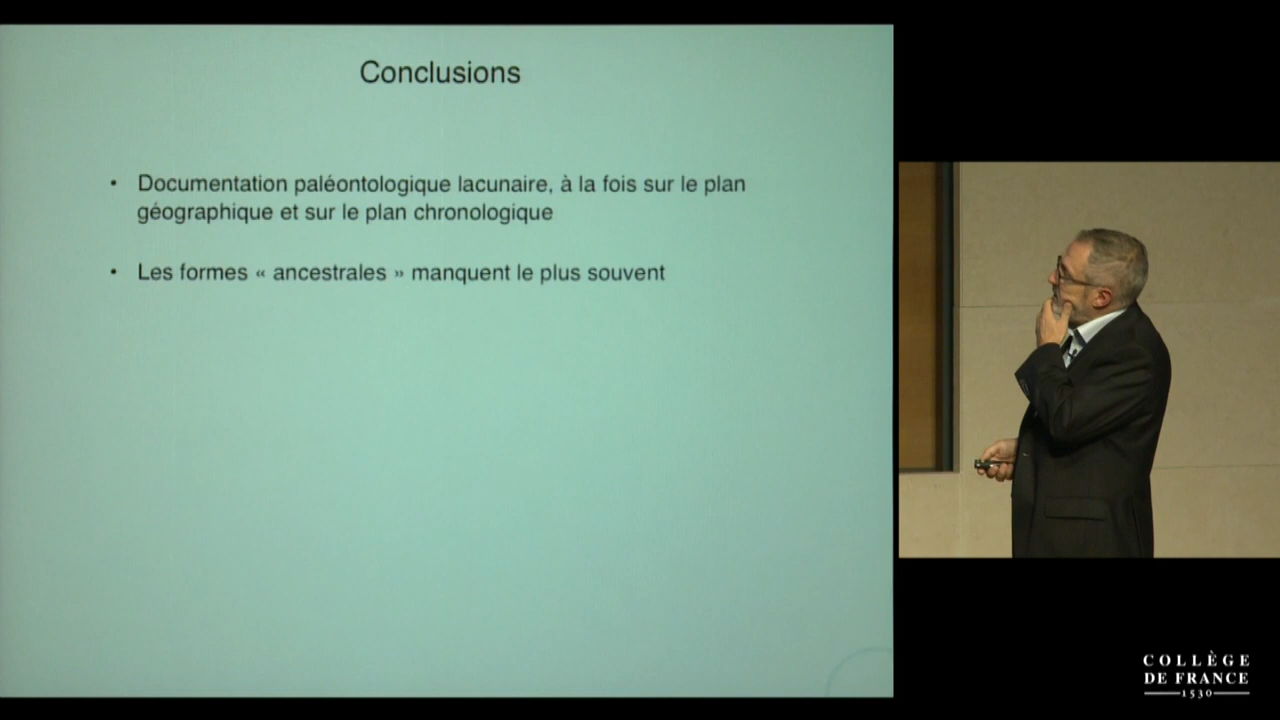 Conclusions
• Documentation paléontologique lacunaire, à la fois sur le plan
géographique et sur le plan chronologique
• Les formes « ancestrales » manquent le plus souvent
COLLÈGE
DE FRANCE
1530